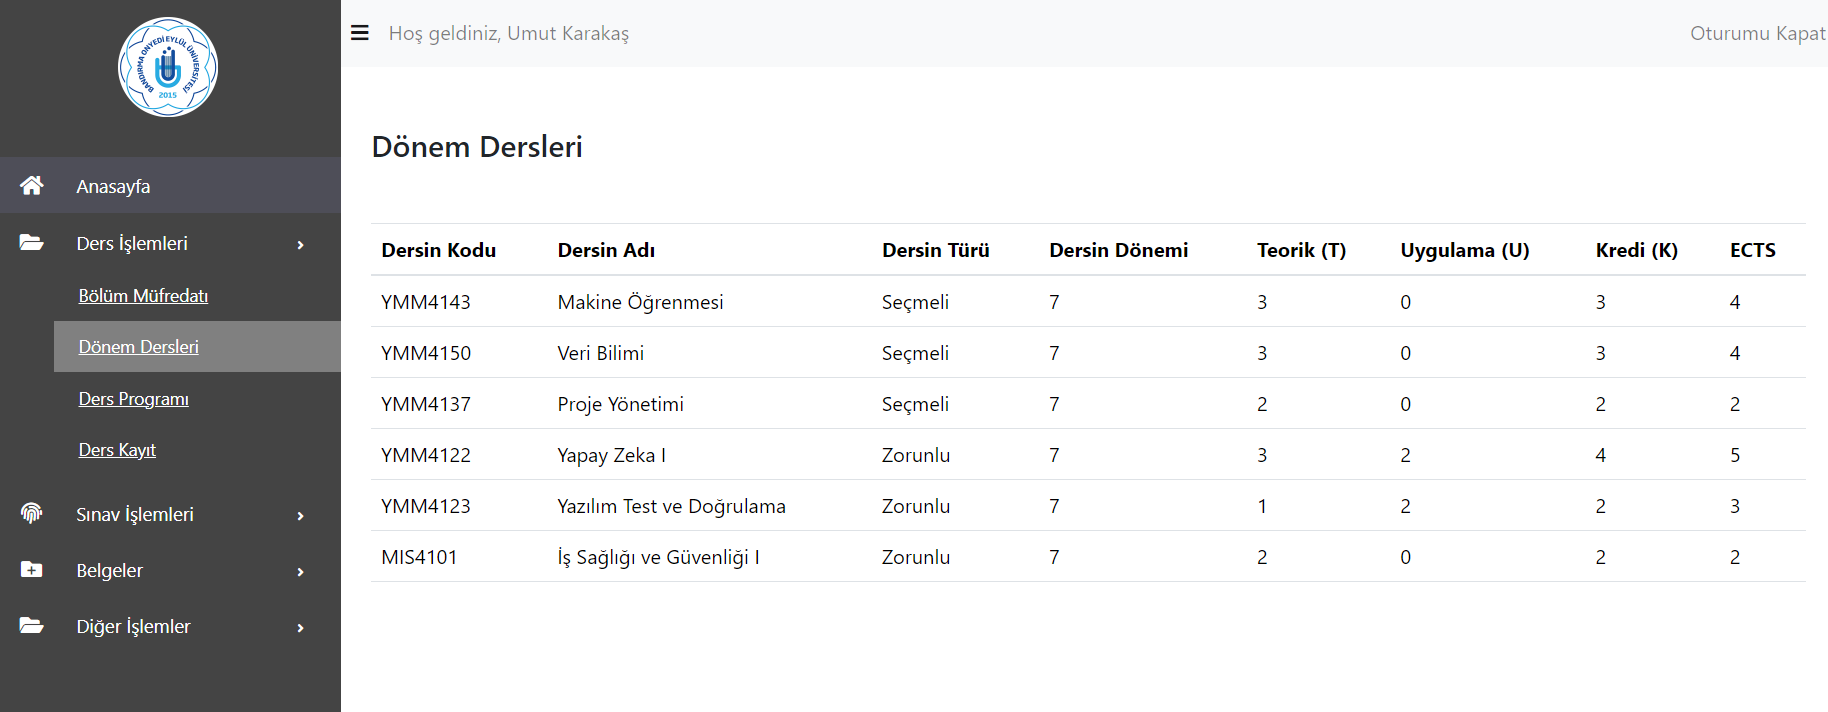 BANDIRMA ONYEDİ EYLÜL ÜNİVERSİTESİ
2015
Hoş geldiniz, Umut Karakaş
Oturumu Kapat
Anasayfa
Ders İşlemleri
Bölüm Müfredatı
Dönem Dersleri
Ders Programı
Ders Kayıt
Sınav İşlemleri
Belgeler
Diğer İşlemler
Dönem Dersleri
Dersin Kodu Dersin Adı Dersin Türü Dersin Dönemi Teorik (T) Uygulama (U) Kredi (K) ECTS
YMM4143 Makine Öğrenmesi Seçmeli 7 3 0 3 4
YMM4150 Veri Bilimi Seçmeli 7 3 0 3 4
YMM4137 Proje Yönetimi Seçmeli 7 2 0 2 2
YMM4122 Yapay Zeka I Zorunlu 7 3 2 4 5
YMM4123 Yazılım Test ve Doğrulama Zorunlu 7 1 2 2 3
MIS4101 İş Sağlığı ve Güvenliği I Zorunlu 7 2 0 2 2